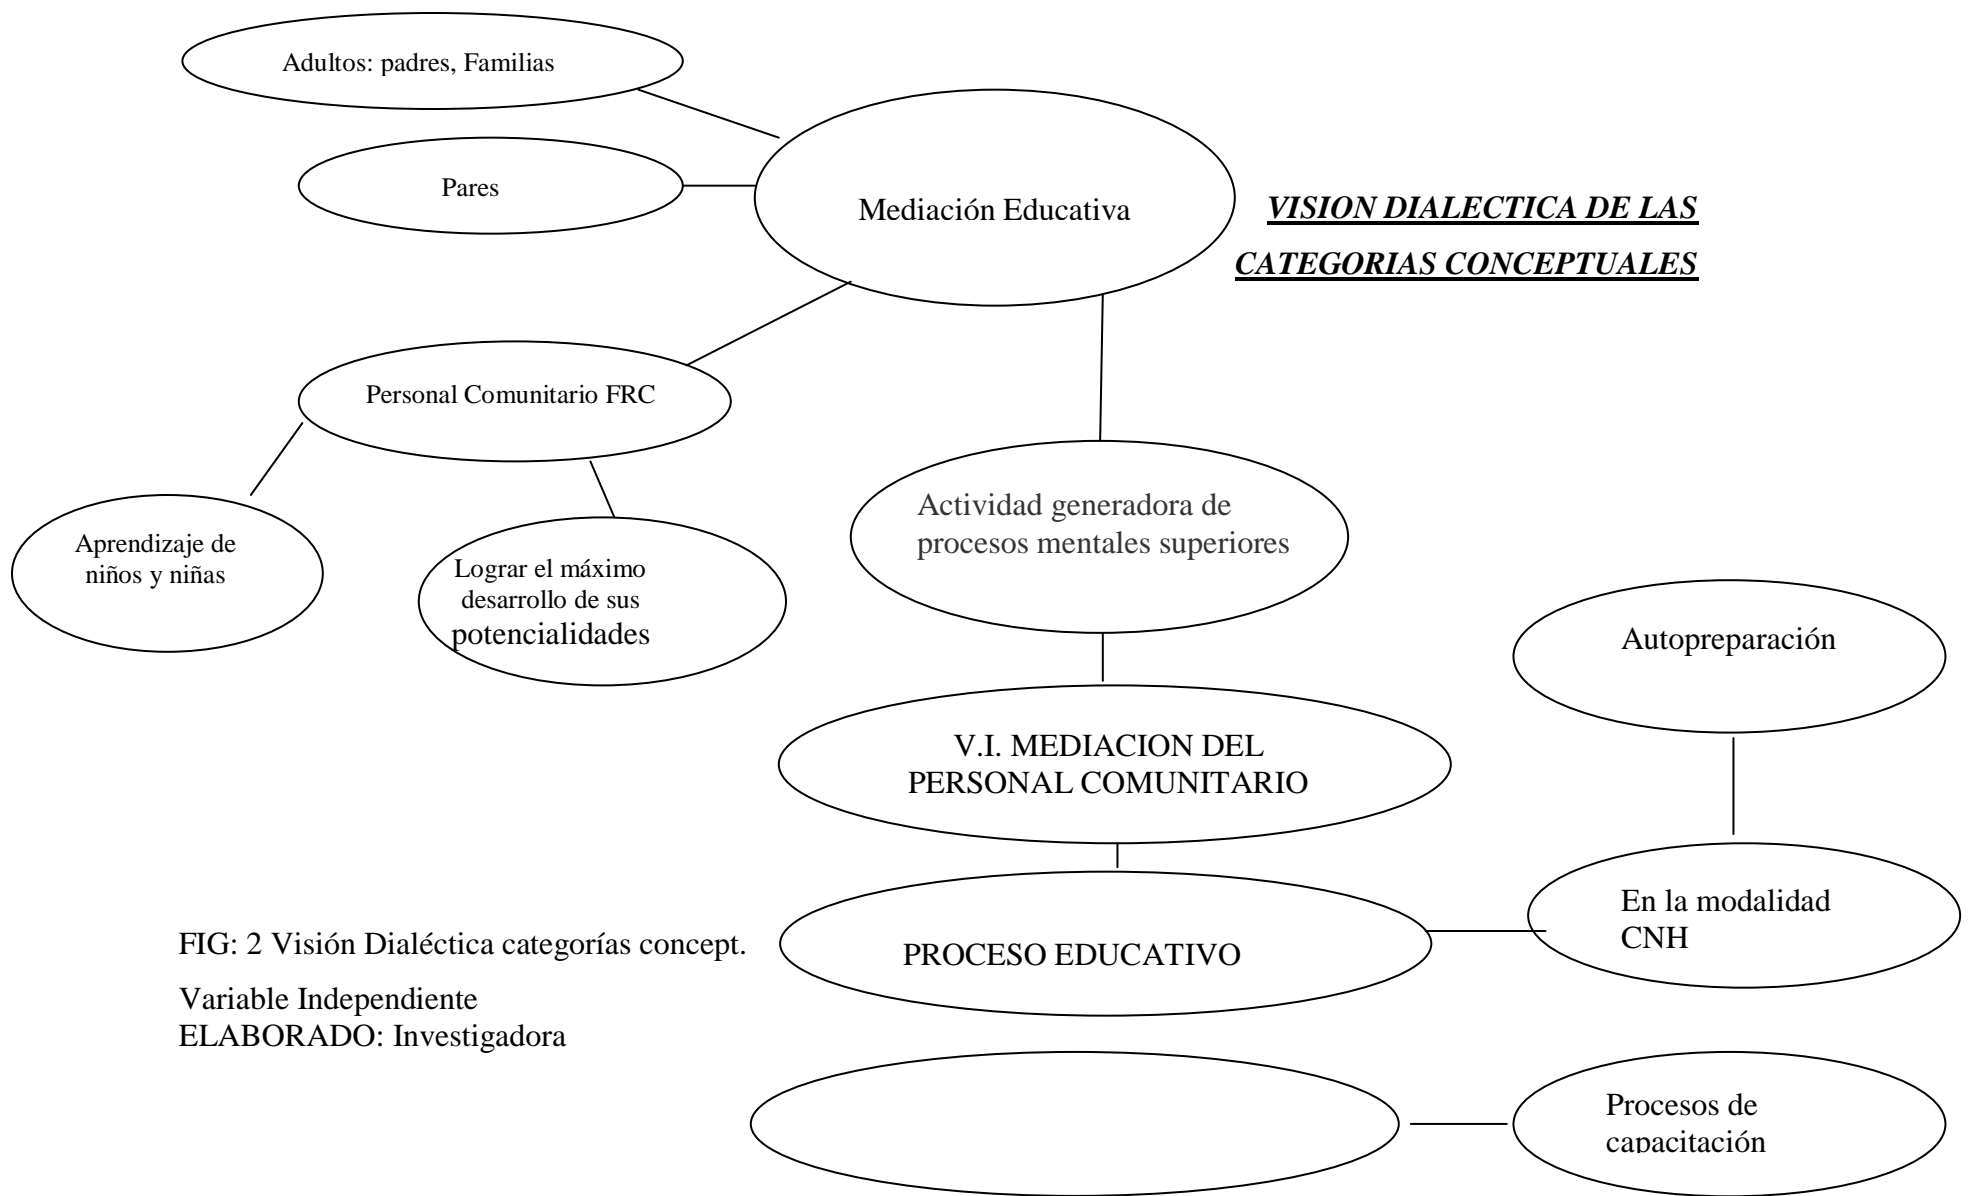 Adultos: padres, Familias
Pares
Mediación Educativa
VISION DIALECTICA DE LAS
CATEGORIAS CONCEPTUALES
Personal Comunitario FRC
Aprendizaje de
niños y niñas
Lograr el máximo
desarrollo de sus
potencialidades
Actividad generadora de
procesos mentales superiores
Autopreparación
V.I. MEDIACION DEL
PERSONAL COMUNITARIO
En la modalidad
CNH
PROCESO EDUCATIVO
FIG: 2 Visión Dialéctica categorías concept.
Variable Independiente
ELABORADO: Investigadora
Procesos de
capacitación